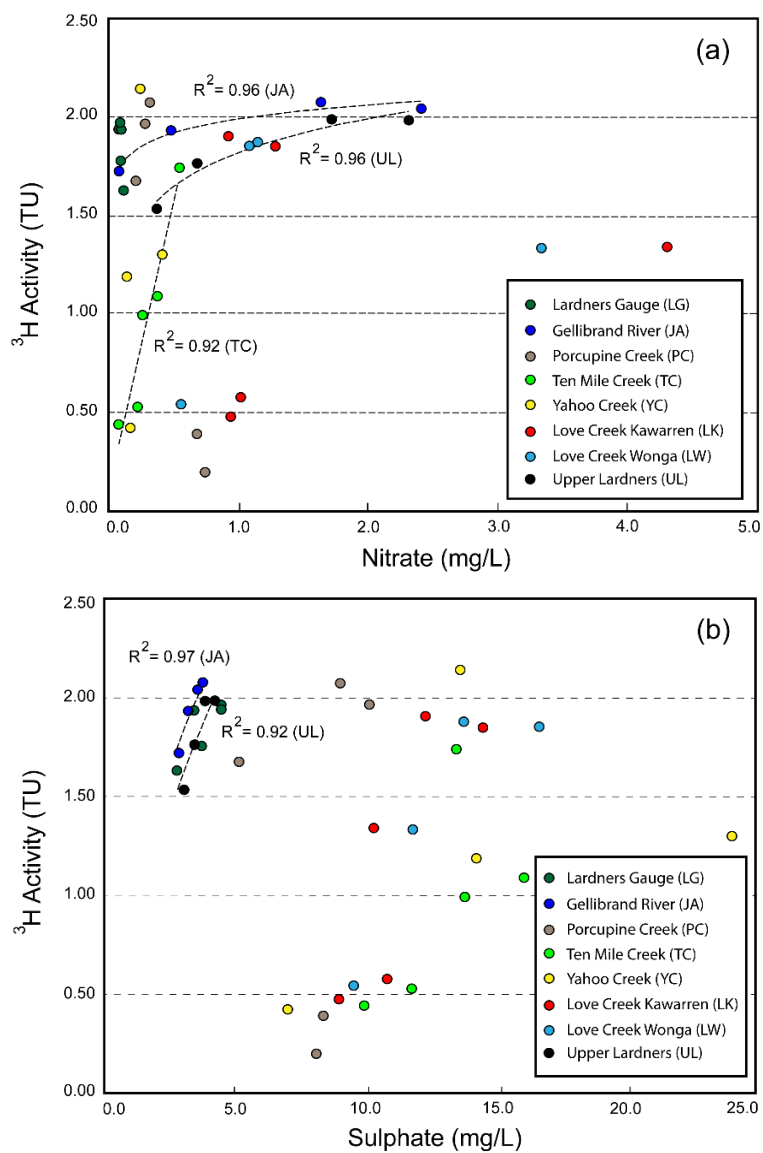 2.50
(a)
R2= 0.96 (JA)
2.00
R2= 0.96 (UL)
1.50
3H Activity (TU)
Lardners Gauge (LG)
1.00
Gellibrand River (JA)
R2= 0.92 (TC)
Porcupine Creek (PC)
Ten Mile Creek (TC)
Yahoo Creek (YC)
0.50
Love Creek Kawarren (LK)
Love Creek Wonga (LW)
Upper Lardners (UL)
0.00
0.0 1.0 2.0 3.0 4.0 5.0
Nitrate (mg/L)
2.50
(b)
R2= 0.97 (JA)
2.00
R2= 0.92 (UL)
1.50
3H Activity (TU)
Lardners Gauge (LG)
1.00
Gellibrand River (JA)
Porcupine Creek (PC)
Ten Mile Creek (TC)
Yahoo Creek (YC)
0.50
Love Creek Kawarren (LK)
Love Creek Wonga (LW)
Upper Lardners (UL)
0.00
0.0 5.0 10.0 15.0 20.0 25.0
Sulphate (mg/L)